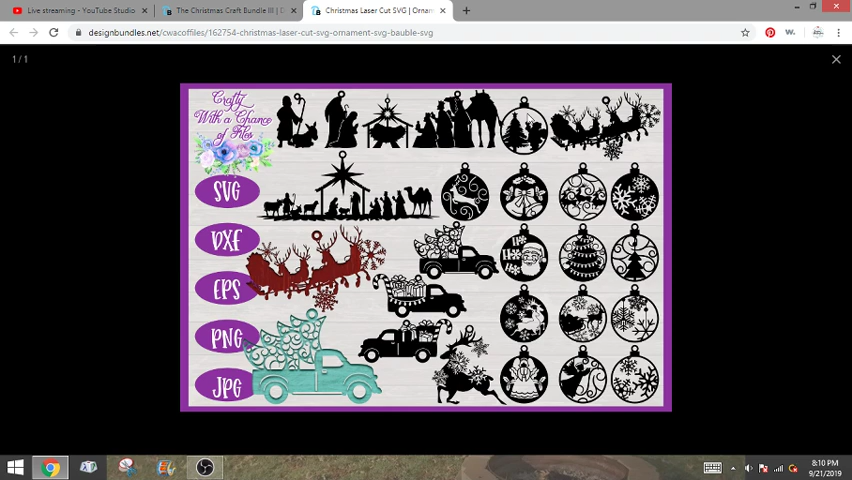 Live streaming - YouTube Studio
The Christmas Craft Bundle III | D
Christmas Laser Cut SVG | Ornam
designbundles.net/cwacoffiles/162754-christmas-laser-cut-svg-ornament-svg-bauble-svg
1/1
Crafty
With a Chance
of Files
SVG
DXF
EPS
PNG
JPG
8:10 PM
9/21/2019